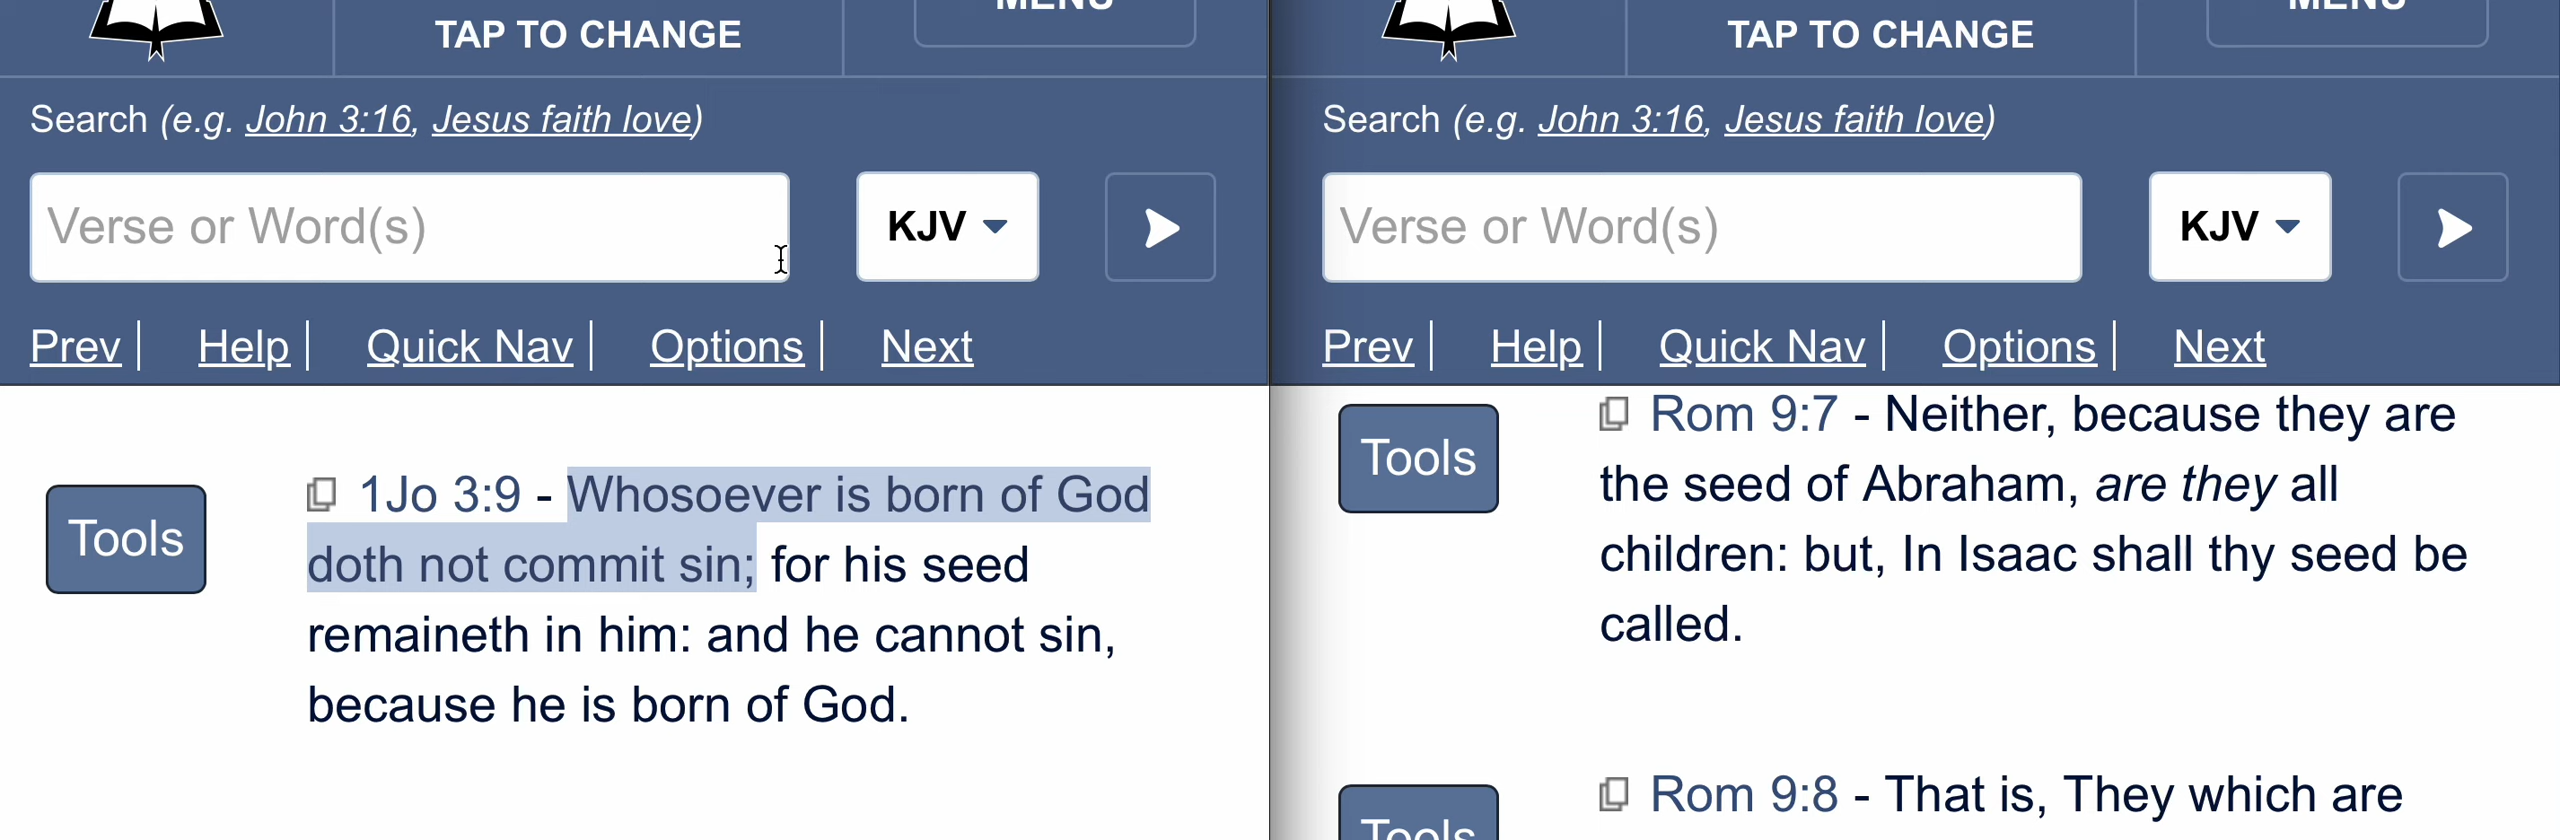 TAP TO CHANGE
MENU
Search (e.g. John 3:16, Jesus faith love)
Verse or Word(s)
KJV
Prev
Help
Quick Nav
Options
Next
Tools
1Jo 3:9 - Whosoever is born of God
doth not commit sin; for his seed
remaineth in him: and he cannot sin,
because he is born of God.
TAP TO CHANGE
MENU
Search (e.g. John 3:16, Jesus faith love)
Verse or Word(s)
KJV
Prev
Help
Quick Nav
Options
Next
Tools
Rom 9:7 - Neither, because they are
the seed of Abraham, are they all
children: but, In Isaac shall thy seed be
called.
Tools
Rom 9:8 - That is, They which are